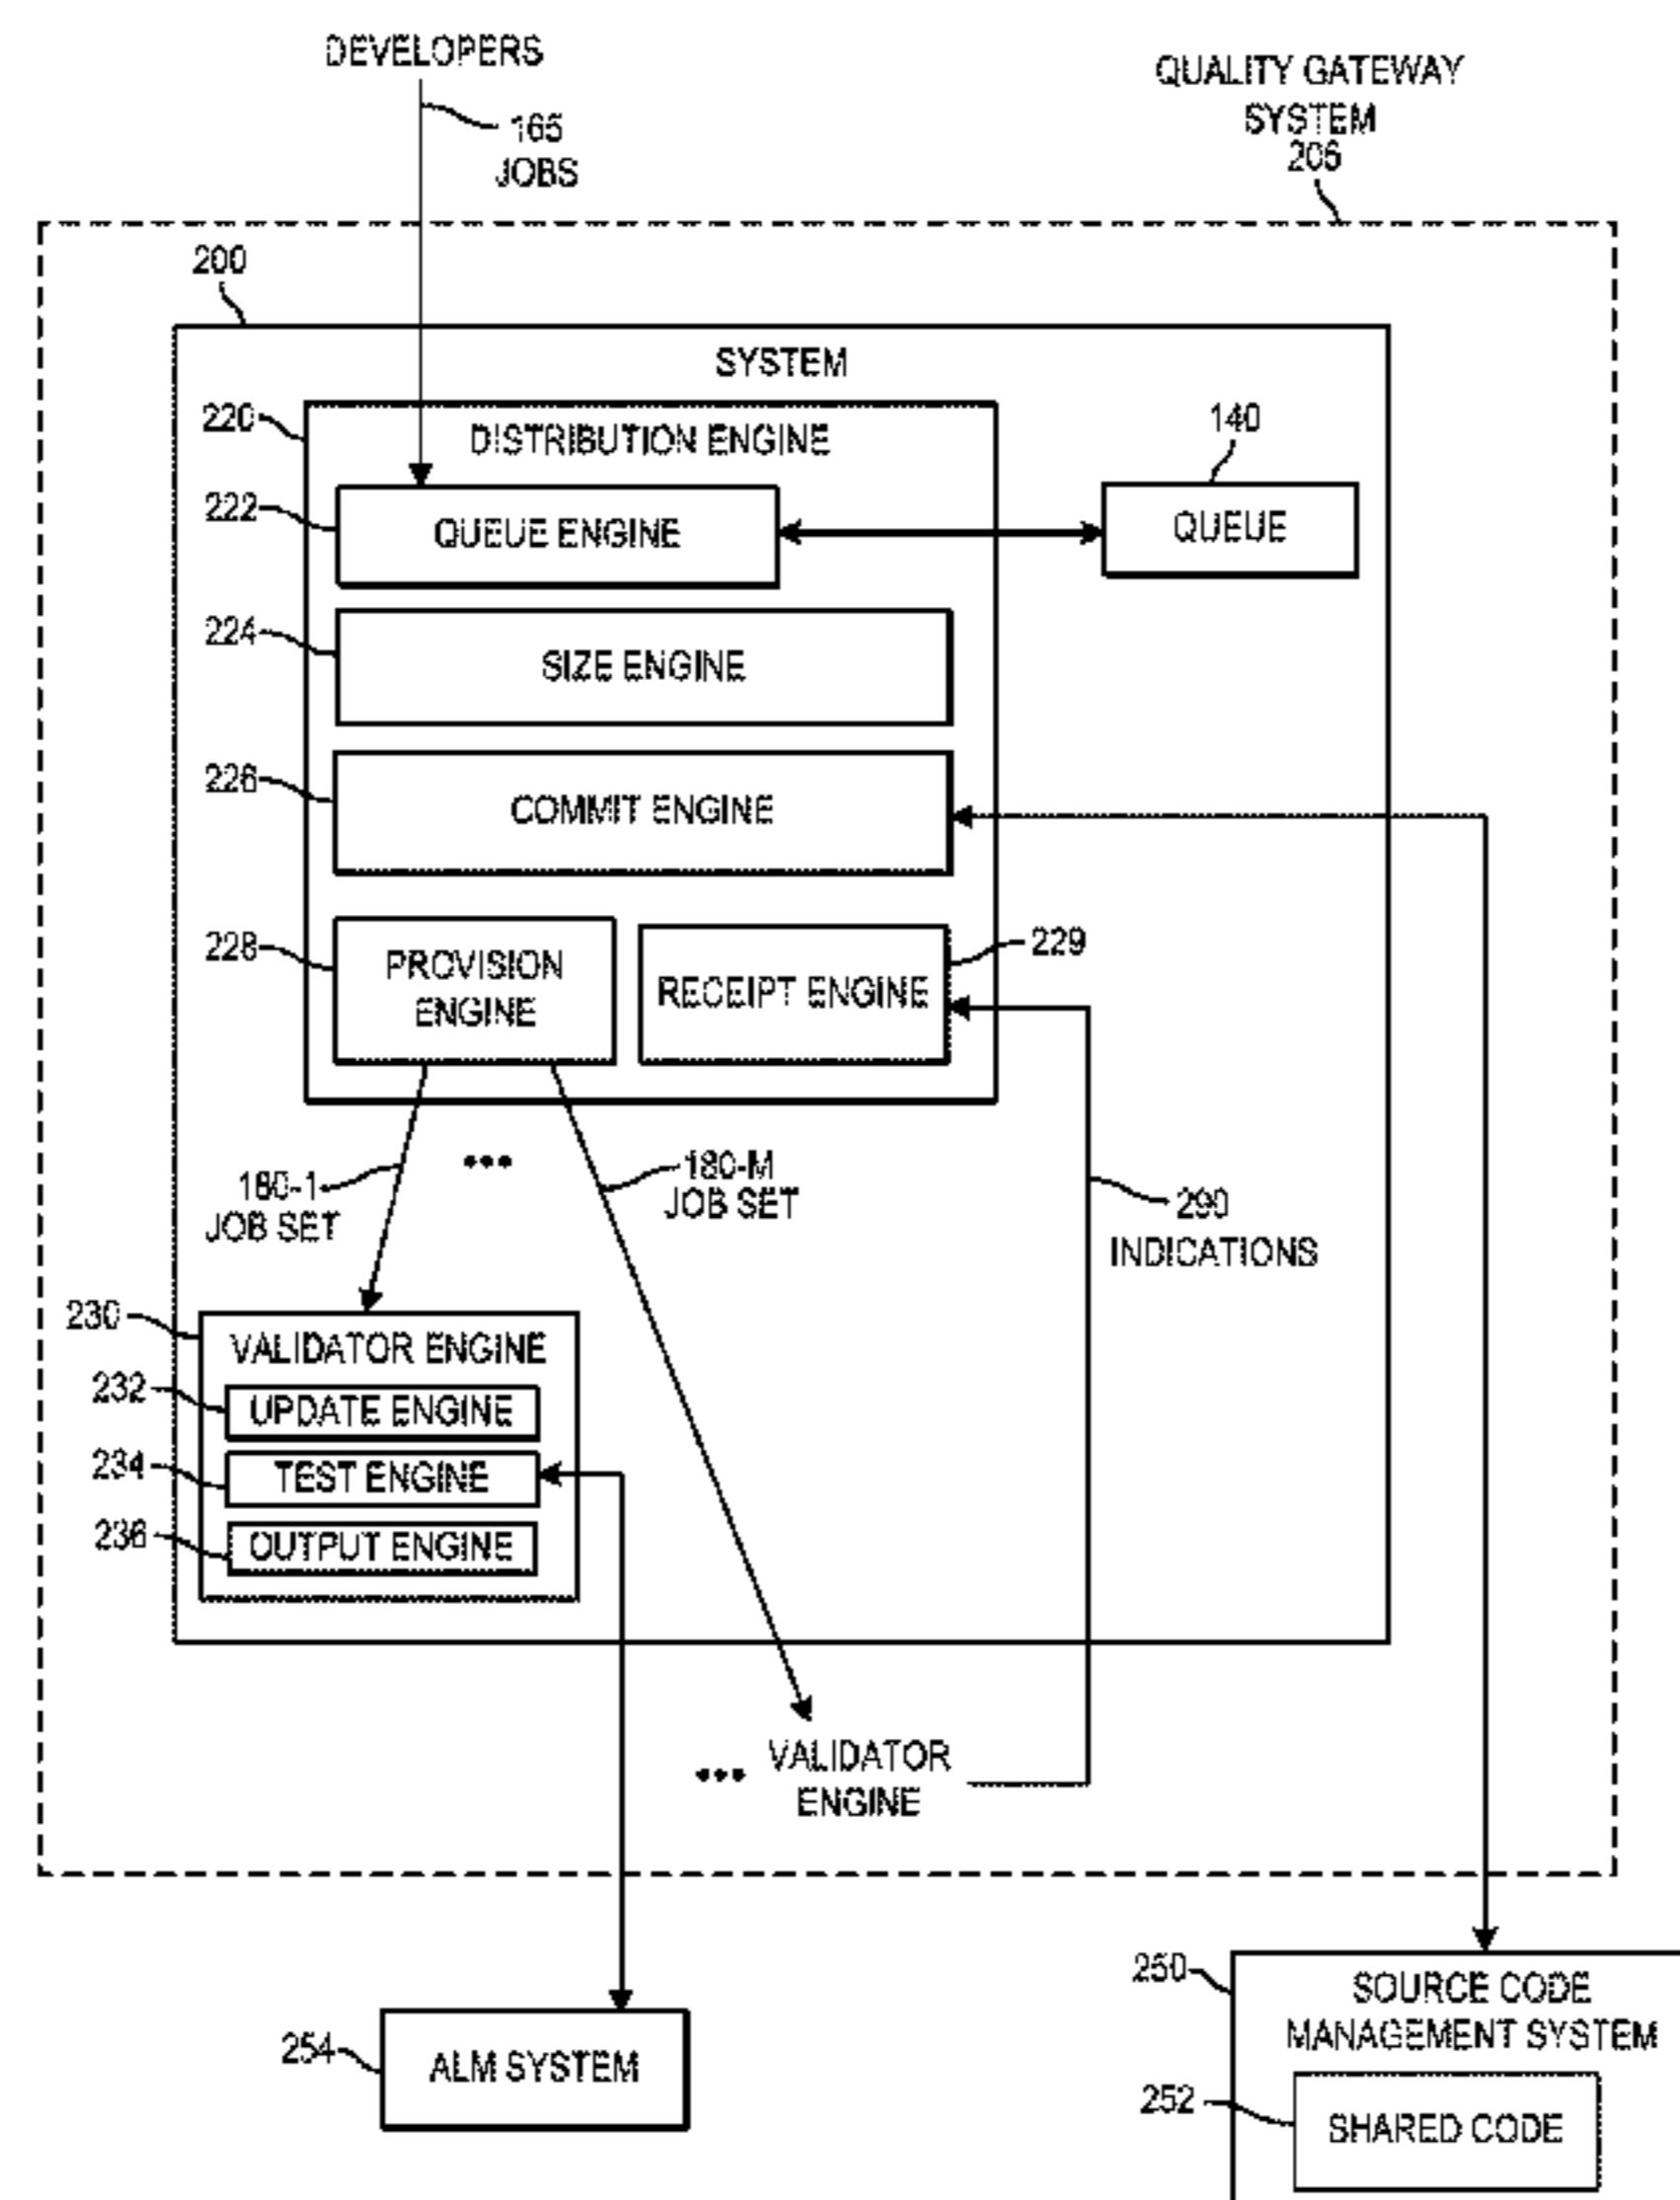 DEVELOPERS
165
JOBS
QUALITY GATEWAY
SYSTEM
206
200
SYSTEM
220
DISTRIBUTION ENGINE
140
222
QUEUE ENGINE
QUEUE
224
SIZE ENGINE
226
COMMIT ENGINE
228
PROVISION
ENGINE
RECEIPT ENGINE
229
180-1
JOB SET
•••
180-M
JOB SET
290
INDICATIONS
230
VALIDATOR ENGINE
232
UPDATE ENGINE
234
TEST ENGINE
236
OUTPUT ENGINE
••• VALIDATOR
ENGINE
254
ALM SYSTEM
250
SOURCE CODE
MANAGEMENT SYSTEM
252
SHARED CODE